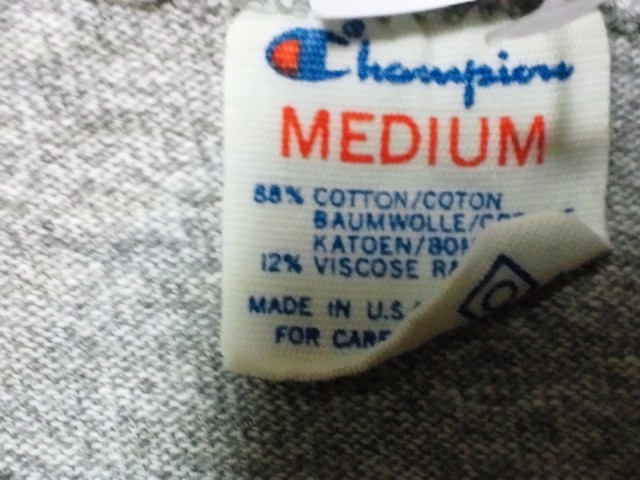 Champion
MEDIUM
88% COTTON/COTON
BAUMWOLLE/
KATOEN/
12% VISCOSE
MADE IN U.S.
FOR CARE